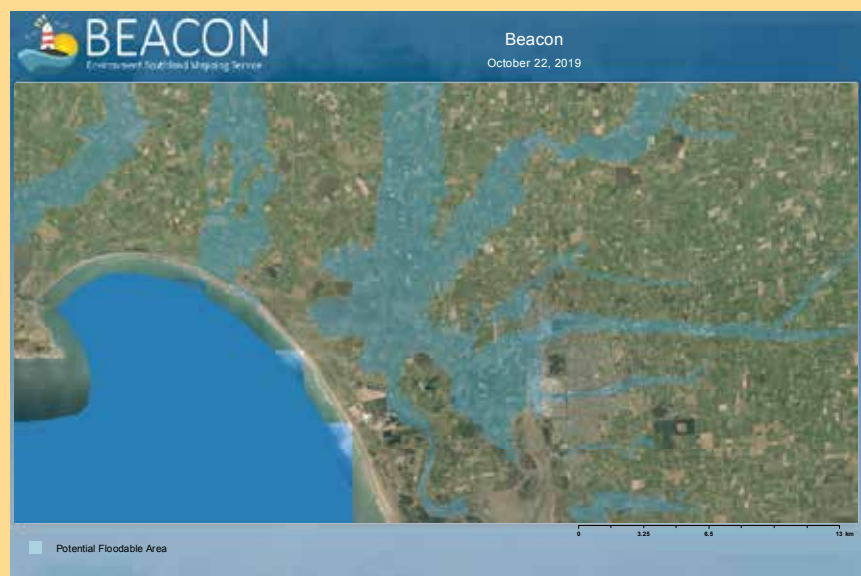 BEACON
Environment Southland Mapping Service
Beacon
October 22, 2019
0 3.25 6.5 13 km
Potential Floodable Area